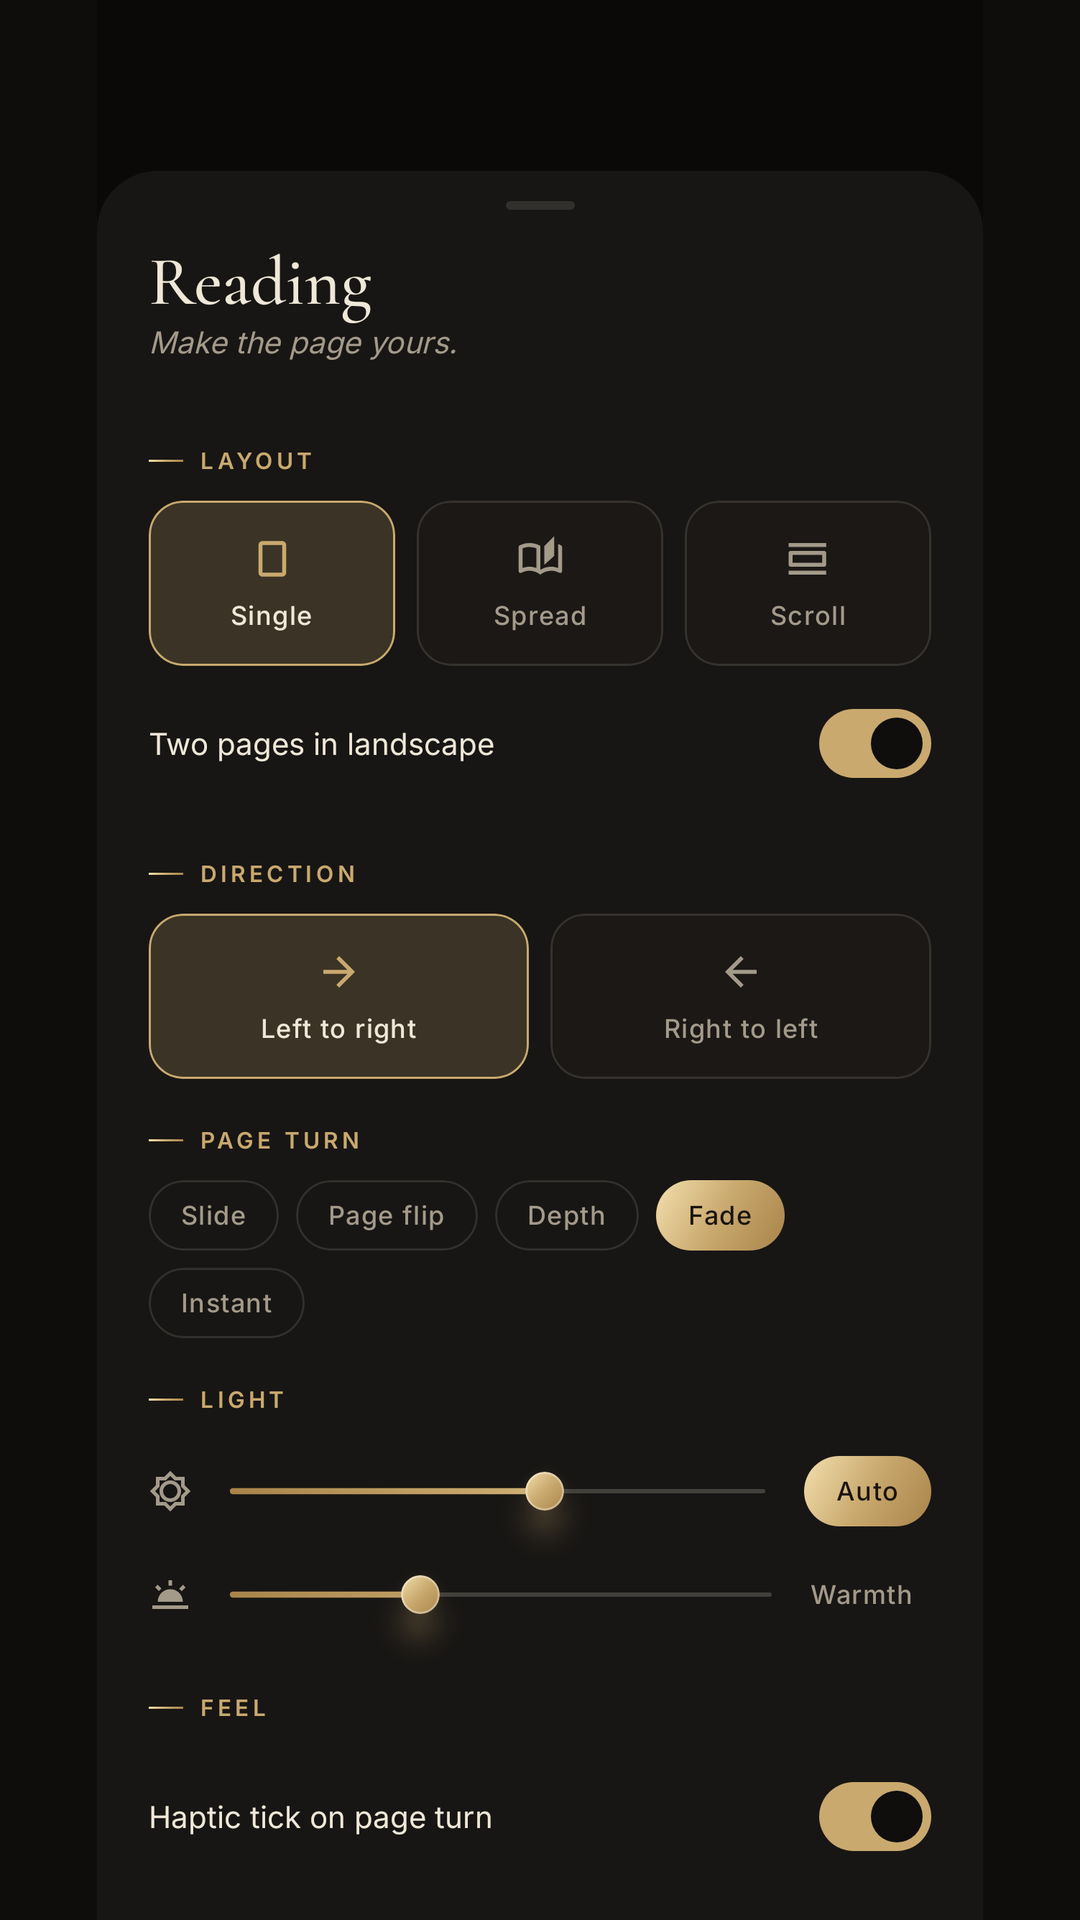 Reading
Make the page yours.
LAYOUT
Single Spread Scroll
Two pages in landscape
DIRECTION
Left to right Right to left
PAGE TURN
Slide Page flip Depth Fade
Instant
LIGHT
Auto
Warmth
FEEL
Haptic tick on page turn